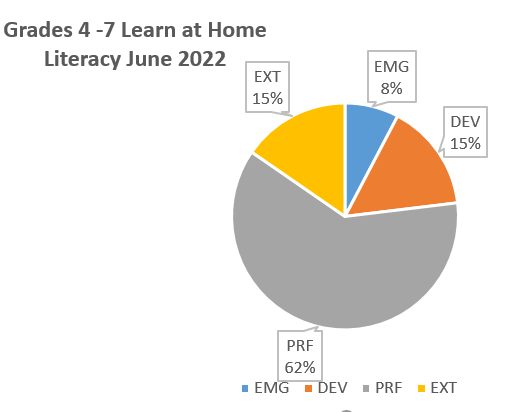 Grades 4 -7 Learn at Home
Literacy June 2022
EMG
8%
EXT
15%
DEV
15%
PRF
62%
EMG DEV PRF EXT